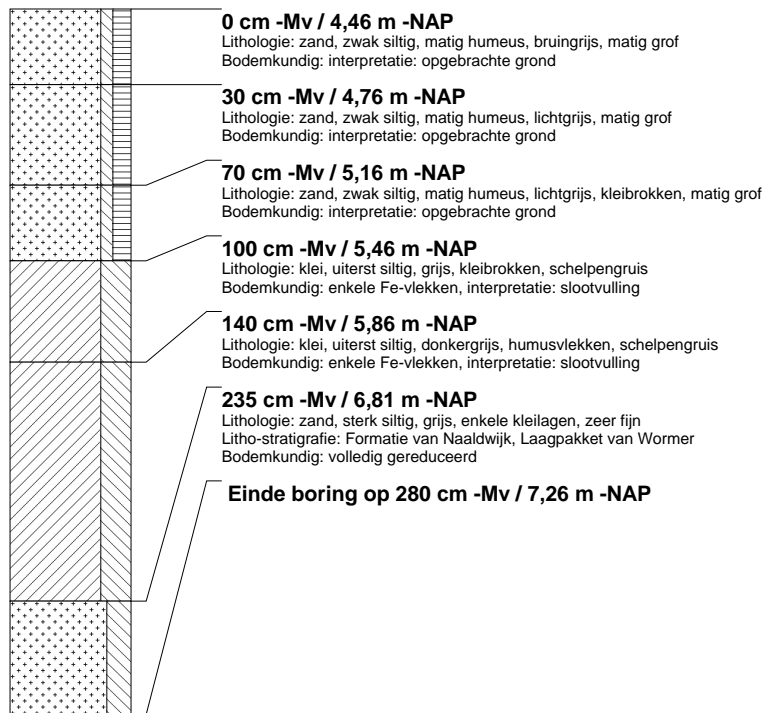 0 cm -Mv / 4,46 m -NAP
Lithologie: zand, zwak siltig, matig humeus, bruingrijs, matig grof
Bodemkundig: interpretatie: opgebrachte grond
30 cm -Mv / 4,76 m -NAP
Lithologie: zand, zwak siltig, matig humeus, lichtgrijs, matig grof
Bodemkundig: interpretatie: opgebrachte grond
70 cm -Mv / 5,16 m -NAP
Lithologie: zand, zwak siltig, matig humeus, lichtgrijs, kleibrokken, matig grof
Bodemkundig: interpretatie: opgebrachte grond
100 cm -Mv / 5,46 m -NAP
Lithologie: klei, uiterst siltig, grijs, kleibrokken, schelpengruis
Bodemkundig: enkele Fe-vlekken, interpretatie: slootvulling
140 cm -Mv / 5,86 m -NAP
Lithologie: klei, uiterst siltig, donkergrijs, humusvlekken, schelpengruis
Bodemkundig: enkele Fe-vlekken, interpretatie: slootvulling
235 cm -Mv / 6,81 m -NAP
Lithologie: zand, sterk siltig, grijs, enkele kleilagen, zeer fijn
Litho-stratigrafie: Formatie van Naaldwijk, Laagpakket van Wormer
Bodemkundig: volledig gereduceerd
Einde boring op 280 cm -Mv / 7,26 m -NAP